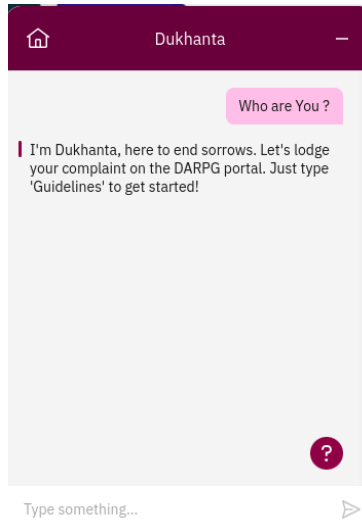 Dukhanta
Who are You ?
I'm Dukhanta, here to end sorrows. Let's lodge
your complaint on the DARPG portal. Just type
'Guidelines' to get started!
?
Type something...